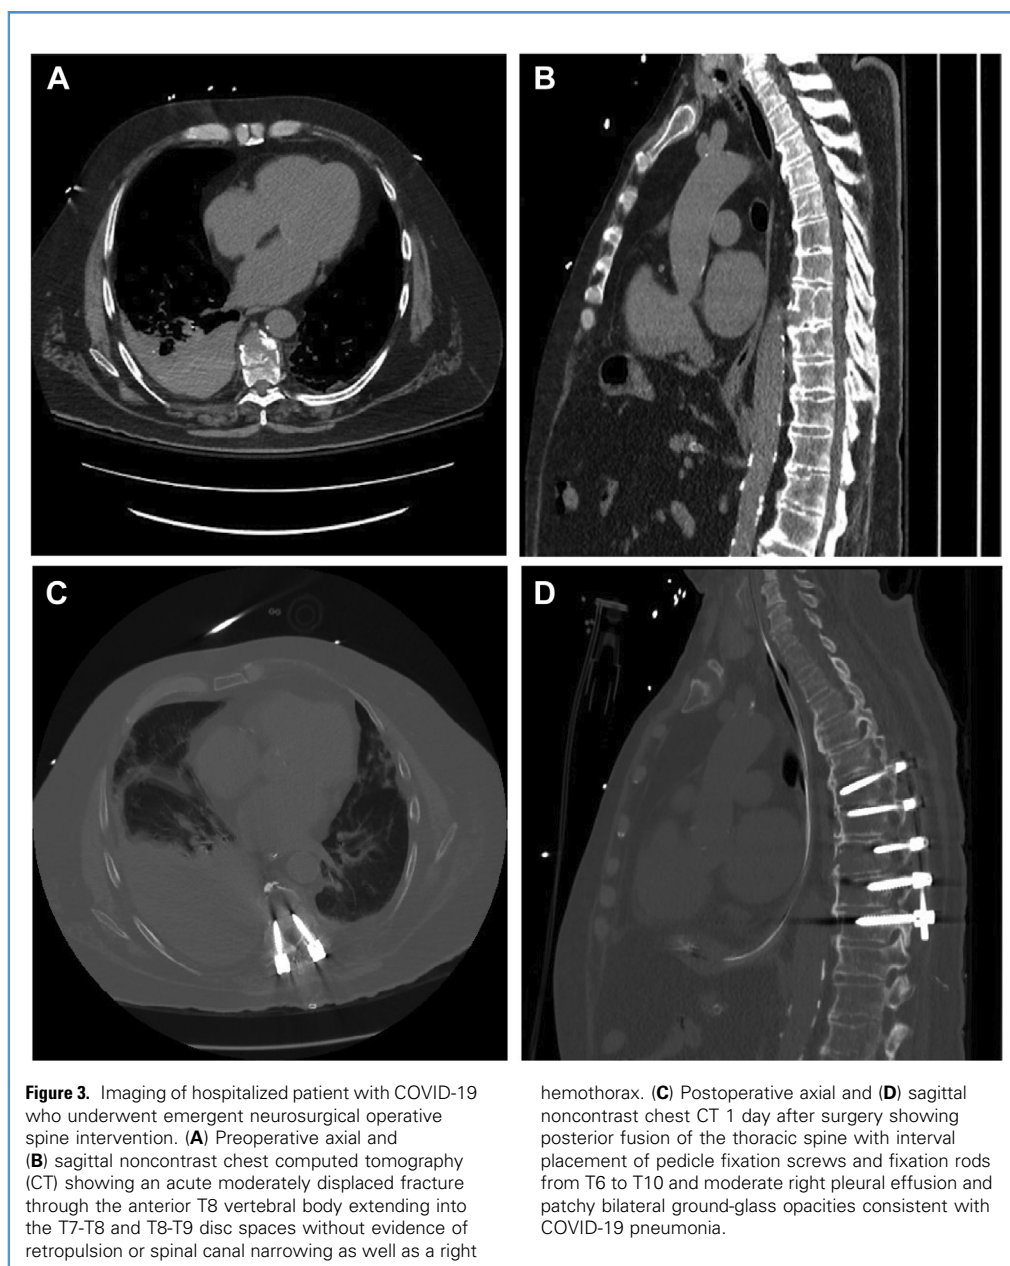 A
B
C
D
Figure 3. Imaging of hospitalized patient with COVID-19
who underwent emergent neurosurgical operative
spine intervention. (A) Preoperative axial and
(B) sagittal noncontrast chest computed tomography
(CT) showing an acute moderately displaced fracture
through the anterior T8 vertebral body extending into
the T7-T8 and T8-T9 disc spaces without evidence of
retropulsion or spinal canal narrowing as well as a right
hemothorax. (C) Postoperative axial and (D) sagittal
noncontrast chest CT 1 day after surgery showing
posterior fusion of the thoracic spine with interval
placement of pedicle fixation screws and fixation rods
from T6 to T10 and moderate right pleural effusion and
patchy bilateral ground-glass opacities consistent with
COVID-19 pneumonia.